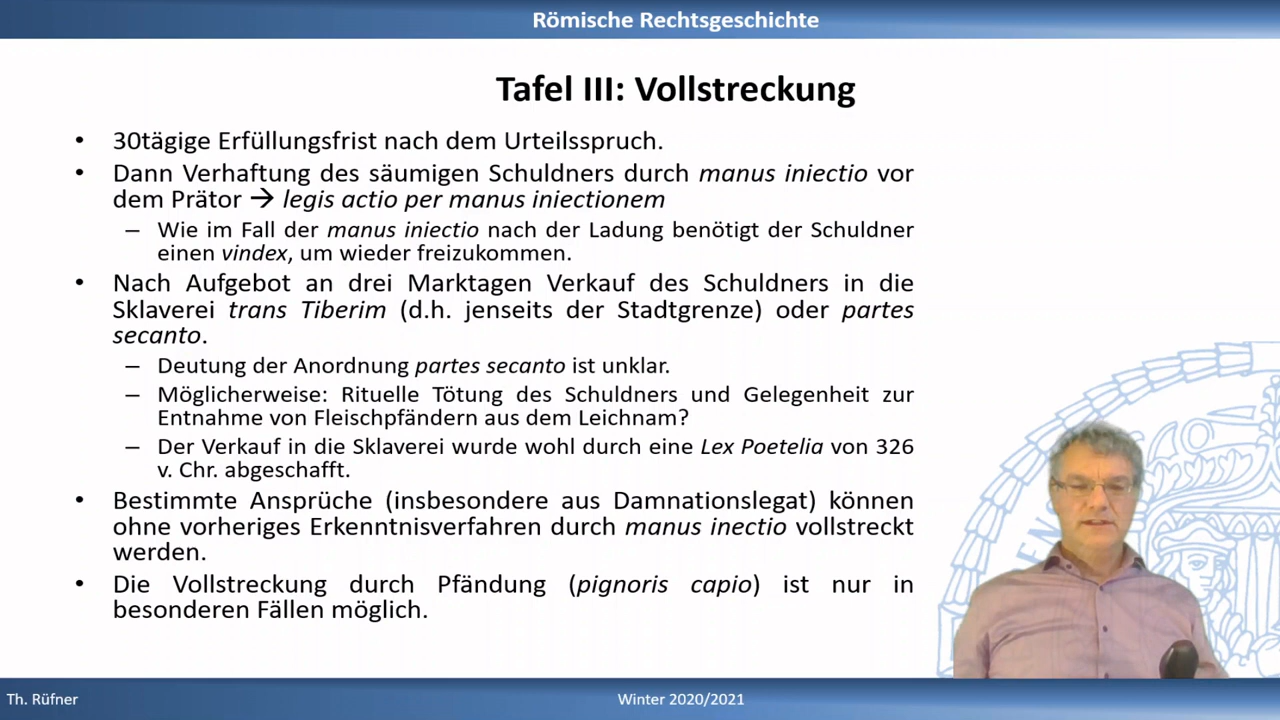 Römische Rechtsgeschichte
Tafel III: Vollstreckung
• 30tägige Erfüllungsfrist nach dem Urteilsspruch.
• Dann Verhaftung des säumigen Schuldners durch manus iniectio vor
dem Prätor → legis actio per manus iniectionem
– Wie im Fall der manus iniectio nach der Ladung benötigt der Schuldner
einen vindex, um wieder freizukommen.
• Nach Aufgebot an drei Marktagen Verkauf des Schuldners in die
Sklaverei trans Tiberim (d.h. jenseits der Stadtgrenze) oder partes
secanto.
– Deutung der Anordnung partes secanto ist unklar.
– Möglicherweise: Rituelle Tötung des Schuldners und Gelegenheit zur
Entnahme von Fleischpfändern aus dem Leichnam?
– Der Verkauf in die Sklaverei wurde wohl durch eine Lex Poetelia von 326
v. Chr. abgeschafft.
• Bestimmte Ansprüche (insbesondere aus Damnationslegat) können
ohne vorheriges Erkenntnisverfahren durch manus inectio vollstreckt
werden.
• Die Vollstreckung durch Pfändung (pignoris capio) ist nur in
besonderen Fällen möglich.
Th. Rüfner
Winter 2020/2021